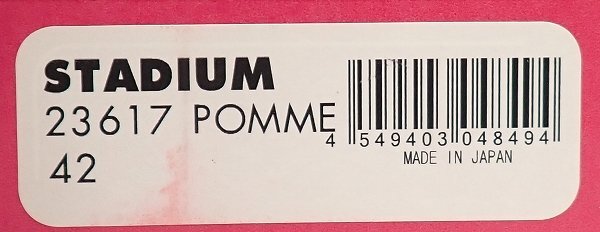 STADIUM
23617 POMME
42
4 549403 048494
MADE IN JAPAN